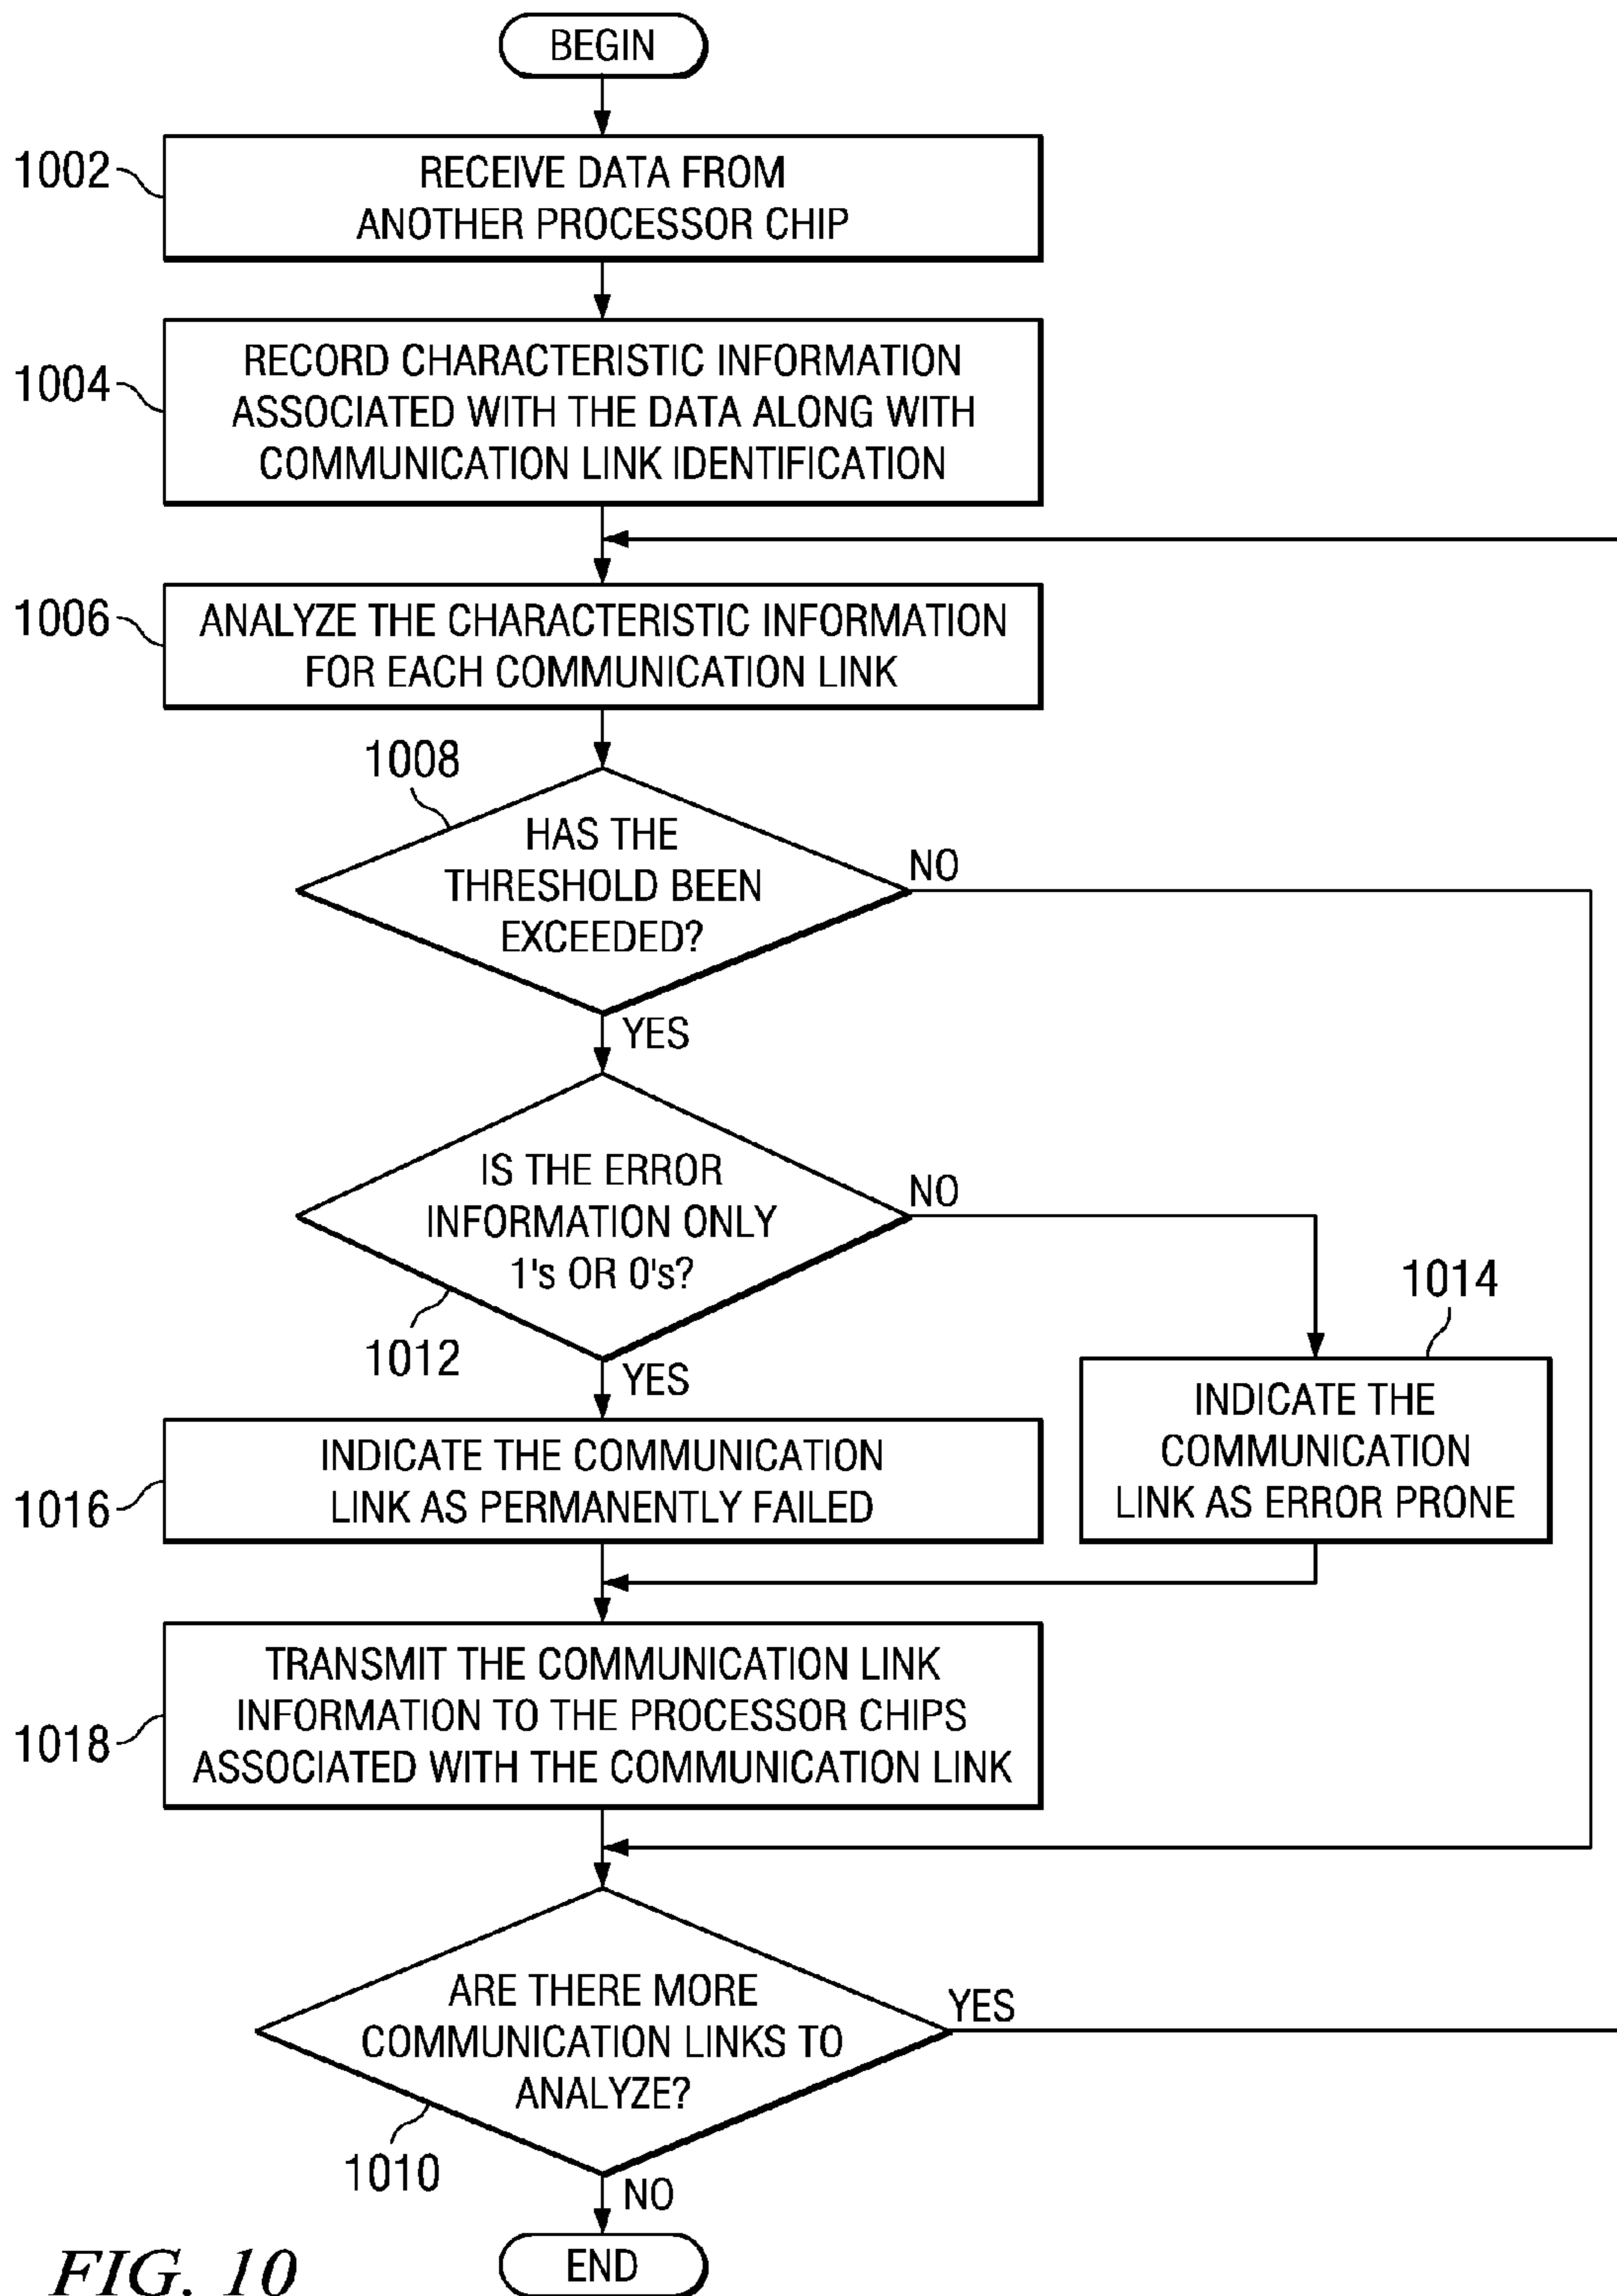 BEGIN
1002
RECEIVE DATA FROM
ANOTHER PROCESSOR CHIP
1004
RECORD CHARACTERISTIC INFORMATION
ASSOCIATED WITH THE DATA ALONG WITH
COMMUNICATION LINK IDENTIFICATION
1006
ANALYZE THE CHARACTERISTIC INFORMATION
FOR EACH COMMUNICATION LINK
1008
HAS THE
THRESHOLD BEEN
EXCEEDED?
NO
YES
IS THE ERROR
INFORMATION ONLY
1's OR 0's?
NO
1012
YES
1014
INDICATE THE
COMMUNICATION
LINK AS ERROR PRONE
1016
INDICATE THE COMMUNICATION
LINK AS PERMANENTLY FAILED
1018
TRANSMIT THE COMMUNICATION LINK
INFORMATION TO THE PROCESSOR CHIPS
ASSOCIATED WITH THE COMMUNICATION LINK
ARE THERE MORE
COMMUNICATION LINKS TO
ANALYZE?
YES
1010
NO
END
FIG. 10